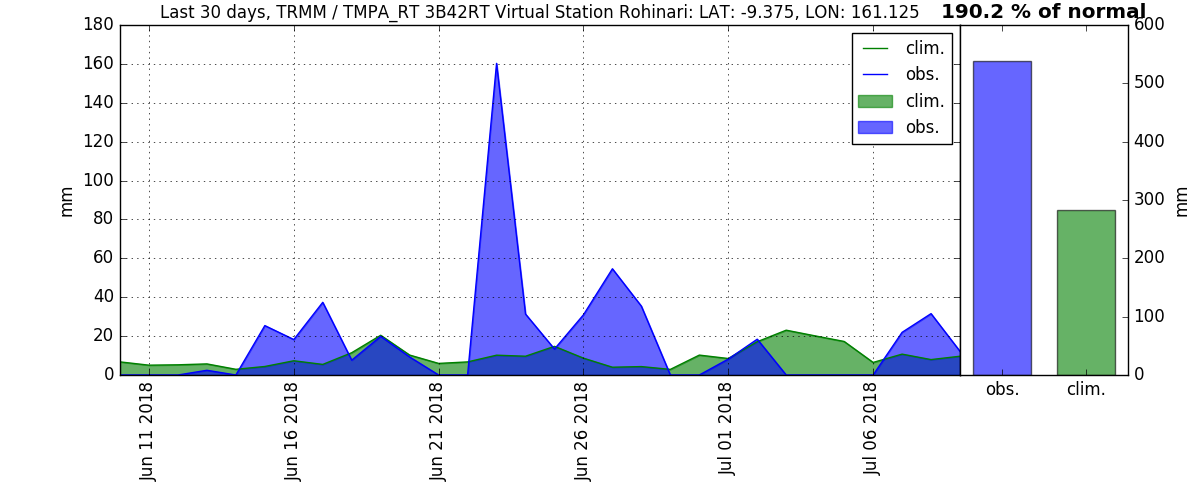 Last 30 days, TRMM / TMPA_RT 3B42RT Virtual Station Rohinari: LAT: -9.375, LON: 161.125
190.2 % of normal
180
160
140
120
100
80
60
40
20
0
mm
clim.
obs.
clim.
obs.
Jun 11 2018
Jun 16 2018
Jun 21 2018
Jun 26 2018
Jul 01 2018
Jul 06 2018
600
500
400
300
200
100
0
mm
obs.
clim.